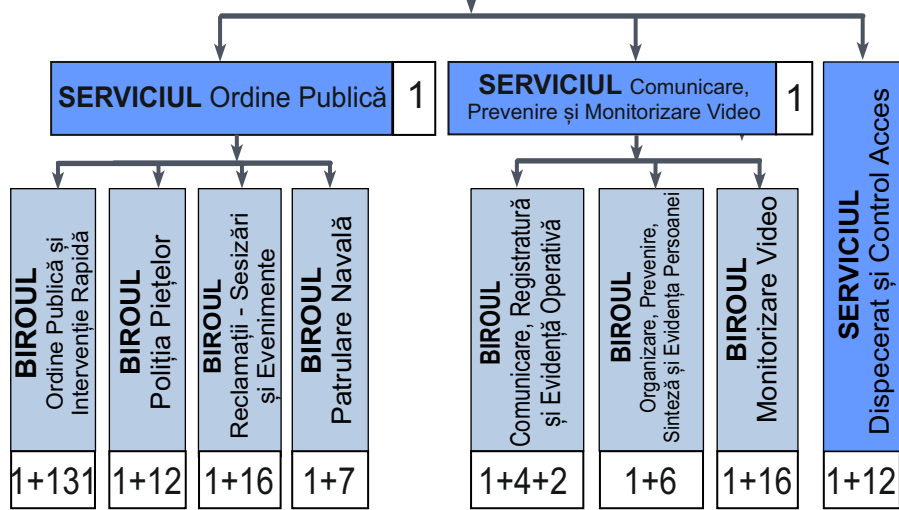 SERVICIUL Ordine Publică 1
SERVICIUL Comunicare,
Prevenire și Monitorizare Video 1
BIROUL
Ordine Publică și
Intervenție Rapidă
1+131
BIROUL
Poliția Piețelor
1+12
BIROUL
Reclamații - Sesizări
și Evenimente
1+16
BIROUL
Patrulare Navală
1+7
BIROUL
Comunicare, Registratură
și Evidență Operativă
1+4+2
BIROUL
Organizare, Prevenire,
Sinteză și Evidența Persoanei
1+6
BIROUL
Monitorizare Video
1+16
SERVICIUL
Dispecerat și Control Acces
1+12